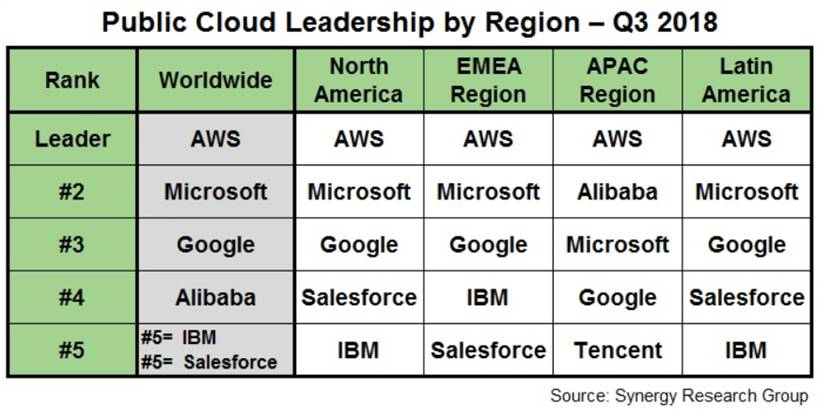 Public Cloud Leadership by Region – Q3 2018
Rank Worldwide North America EMEA Region APAC Region Latin America
Leader AWS AWS AWS AWS AWS
#2 Microsoft Microsoft Microsoft Alibaba Microsoft
#3 Google Google Google Microsoft Google
#4 Alibaba Salesforce IBM Google Salesforce
#5 #5= IBM #5= Salesforce IBM Salesforce Tencent IBM
Source: Synergy Research Group